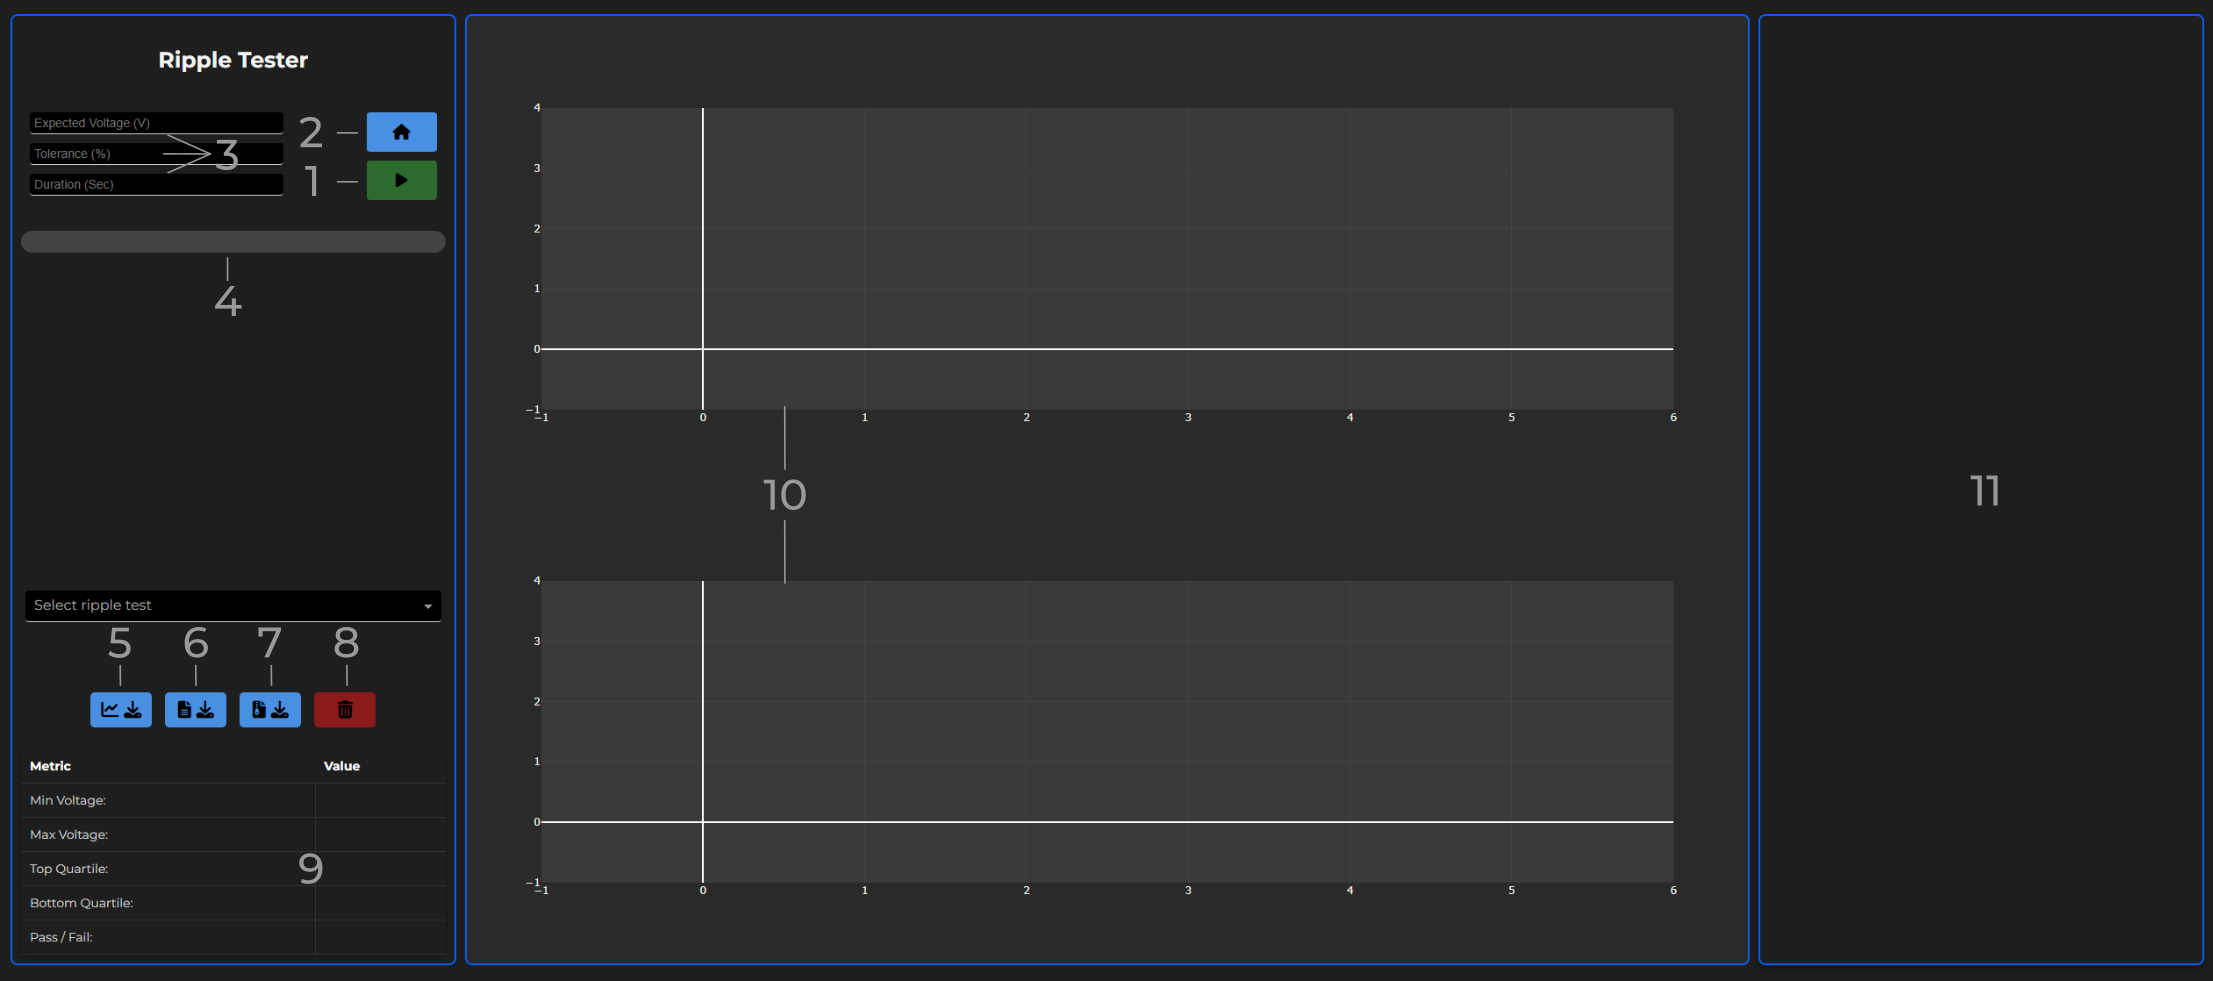 Ripple Tester
Expected Voltage (V)
Tolerance (%)
Duration (Sec)
2
3
1
4
Select ripple test
5 6 7 8
Metric Value
Min Voltage:
Max Voltage:
Top Quartile:
9
Bottom Quartile:
Pass / Fail:
4
3
2
1
0
−1
−1 0 1 2 3 4 5 6
10
4
3
2
1
0
−1
−1 0 1 2 3 4 5 6
11